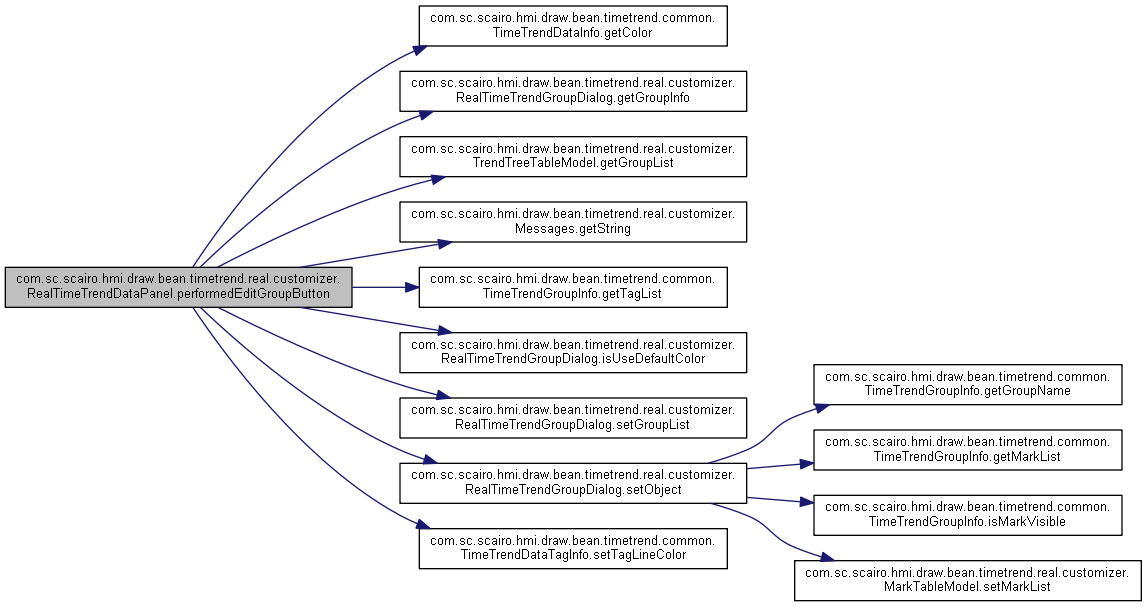 com.sc.scairo.hmi.draw.bean.timetrend.real.customizer.
RealTimeTrendDataPanel.performedEditGroupButton
com.sc.scairo.hmi.draw.bean.timetrend.common.
TimeTrendDataInfo.getColor
com.sc.scairo.hmi.draw.bean.timetrend.real.customizer.
RealTimeTrendGroupDialog.getGroupInfo
com.sc.scairo.hmi.draw.bean.timetrend.real.customizer.
TrendTreeTableModel.getGroupList
com.sc.scairo.hmi.draw.bean.timetrend.real.customizer.
Messages.getString
com.sc.scairo.hmi.draw.bean.timetrend.common.
TimeTrendGroupInfo.getTagList
com.sc.scairo.hmi.draw.bean.timetrend.real.customizer.
RealTimeTrendGroupDialog.isUseDefaultColor
com.sc.scairo.hmi.draw.bean.timetrend.real.customizer.
RealTimeTrendGroupDialog.setGroupList
com.sc.scairo.hmi.draw.bean.timetrend.real.customizer.
RealTimeTrendGroupDialog.setObject
com.sc.scairo.hmi.draw.bean.timetrend.common.
TimeTrendDataTagInfo.setTagLineColor
com.sc.scairo.hmi.draw.bean.timetrend.common.
TimeTrendGroupInfo.getGroupName
com.sc.scairo.hmi.draw.bean.timetrend.common.
TimeTrendGroupInfo.getMarkList
com.sc.scairo.hmi.draw.bean.timetrend.common.
TimeTrendGroupInfo.isMarkVisible
com.sc.scairo.hmi.draw.bean.timetrend.real.customizer.
MarkTableModel.setMarkList